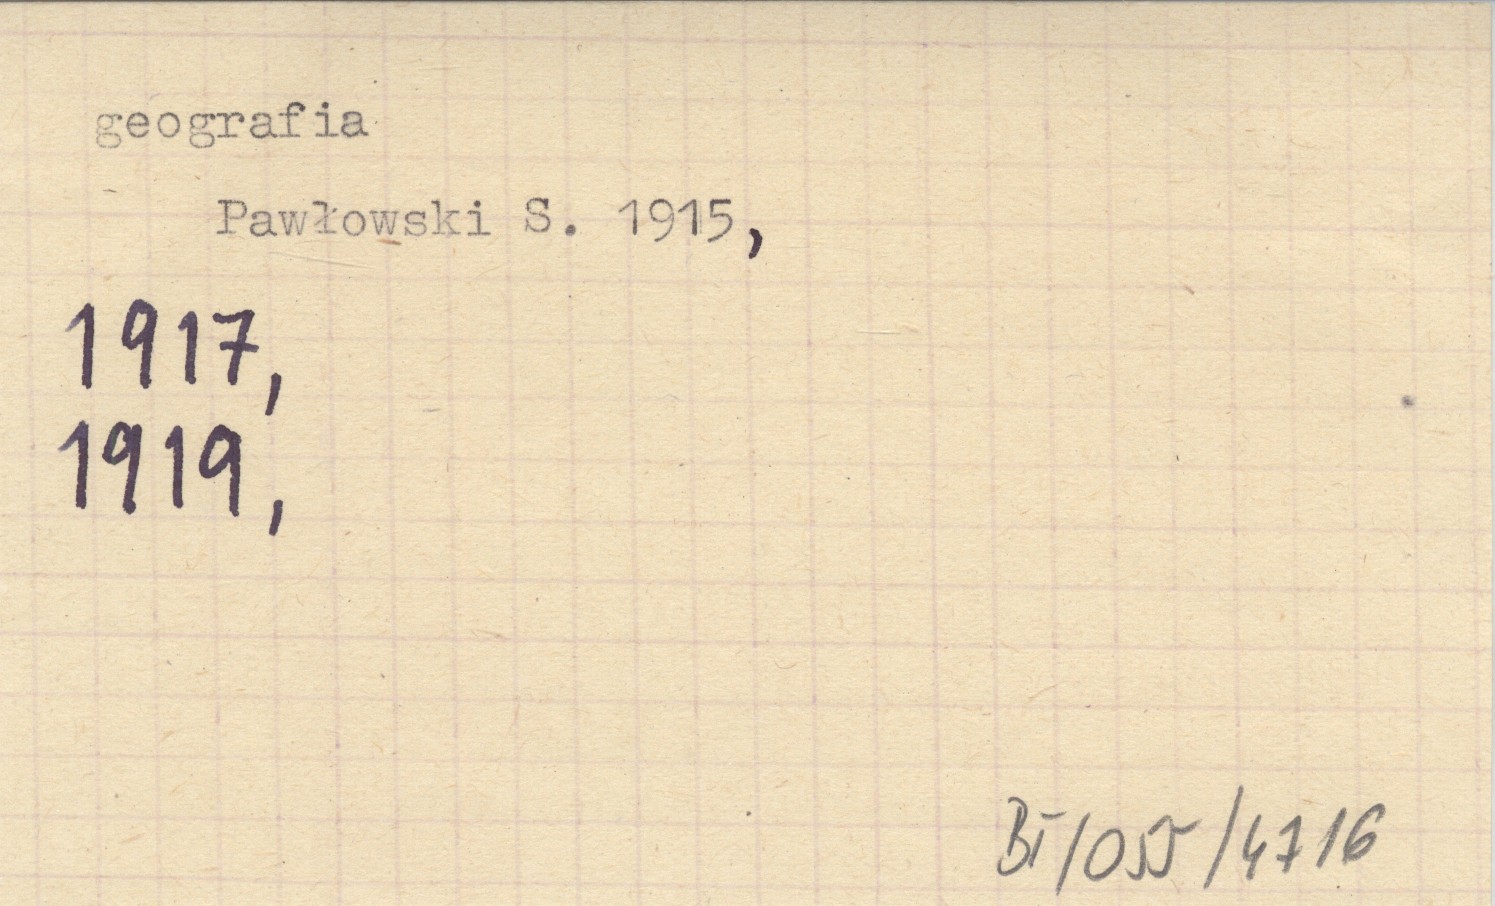 geografia
Pawłowski S. 1915,
1917,
1919,
BI/055/4716